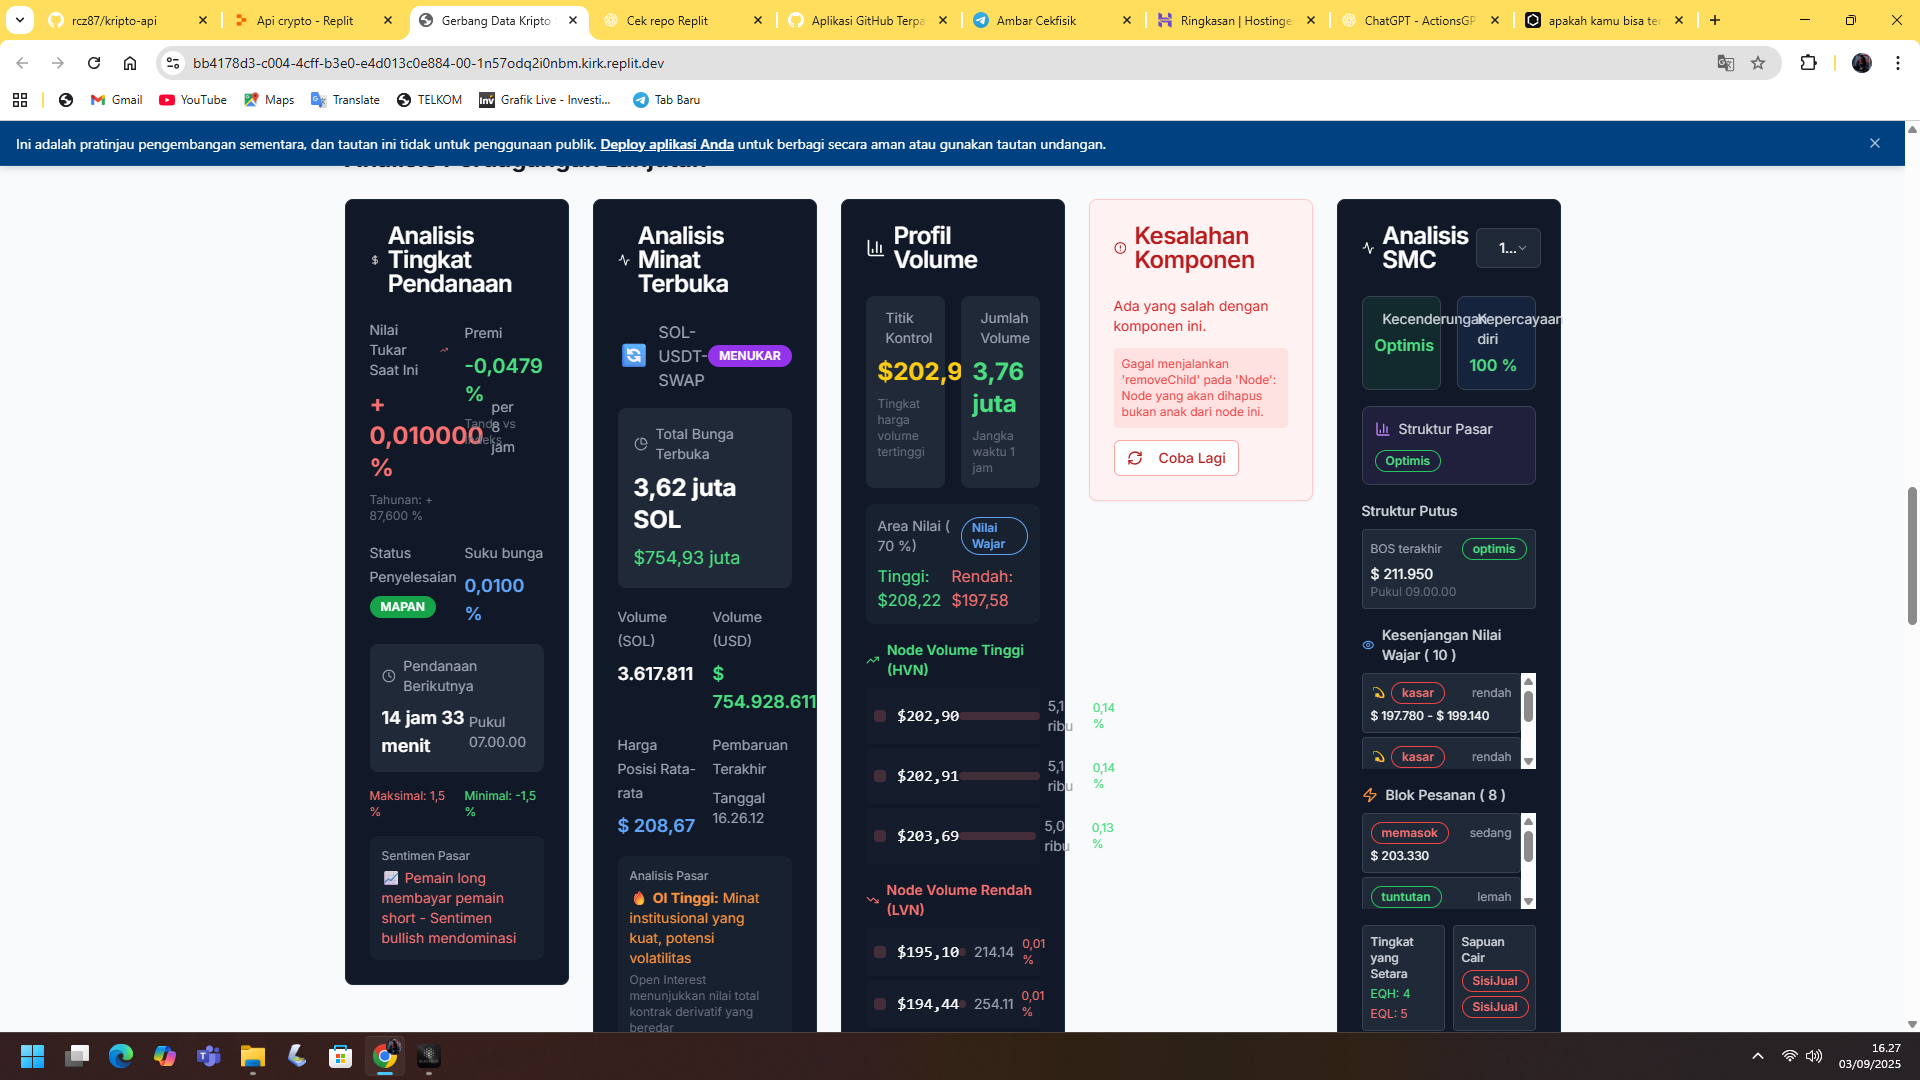 rcz87/kripto-api
Api crypto - Replit
Gerbang Data Kripto
Cek repo Replit
Aplikasi GitHub Terpa
Ambar Cekfisik
Ringkasan | Hostinge
ChatGPT - ActionsGP
apakah kamu bisa ter
bb4178d3-c004-4cff-b3e0-e4d013c0e884-00-1n57odq2i0nbm.kirk.replit.dev
Gmail
YouTube
Maps
Translate
TELKOM
Grafik Live - Investi...
Tab Baru
Ini adalah pratinjau pengembangan sementara, dan tautan ini tidak untuk penggunaan publik. Deploy aplikasi Anda untuk berbagi secara aman atau gunakan tautan undangan.
Analisis
Tingkat
Pendanaan
Nilai
Tukar
Saat Ini
+
0,010000
%
per
8
jam
Tahunan: +
87,600 %
Premi
-0,0479
%
Tanda vs
Indeks
Status
Penyelesaian
MAPAN
Suku bunga
0,0100
%
Pendanaan
Berikutnya
14 jam 33
menit
Pukul
07.00.00
Maksimal: 1,5
%
Minimal: -1,5
%
Sentimen Pasar
Pemain long
membayar pemain
short - Sentimen
bullish mendominasi
Analisis
Minat
Terbuka
SOL-
USDT-
SWAP
MENUKAR
Total Bunga
Terbuka
3,62 juta
SOL
$754,93 juta
Volume
(SOL)
3.617.811
Volume
(USD)
$
754.928.611
Harga
Posisi Rata-
rata
$ 208,67
Pembaruan
Terakhir
Tanggal
16.26.12
Analisis Pasar
OI Tinggi: Minat
institusional yang
kuat, potensi
volatilitas
Open Interest
menunjukkan nilai total
kontrak derivatif yang
beredar
Profil
Volume
Titik
Kontrol
$202,9
Tingkat
harga
volume
tertinggi
Jumlah
Volume
3,76
juta
Jangka
waktu 1
jam
Area Nilai (
70 %)
Nilai
Wajar
Tinggi:
$208,22
Rendah:
$197,58
Node Volume Tinggi
(HVN)
$202,90
5,1
ribu
0,14
%
$202,91
5,1
ribu
0,14
%
$203,69
5,0
ribu
0,13
%
Node Volume Rendah
(LVN)
$195,10
214.14
0,01
%
$194,44
254.11
0,01
%
Kesalahan
Komponen
Ada yang salah dengan
komponen ini.
Gagal menjalankan
'removeChild' pada 'Node':
Node yang akan dihapus
bukan anak dari node ini.
Coba Lagi
Analisis
SMC
1...
Kecenderungan
Optimis
Kepercayaan
diri
100 %
Struktur Pasar
Optimis
Struktur Putus
BOS terakhir
optimis
$ 211.950
Pukul 09.00.00
Kesenjangan Nilai
Wajar ( 10 )
kasar
rendah
$ 197.780 - $ 199.140
kasar
rendah
Blok Pesanan ( 8 )
memasok
sedang
$ 203.330
tuntutan
lemah
Tingkat
yang
Setara
EQH: 4
EQL: 5
Sapuan
Cair
SisiJual
SisiJual
16.27
03/09/2025